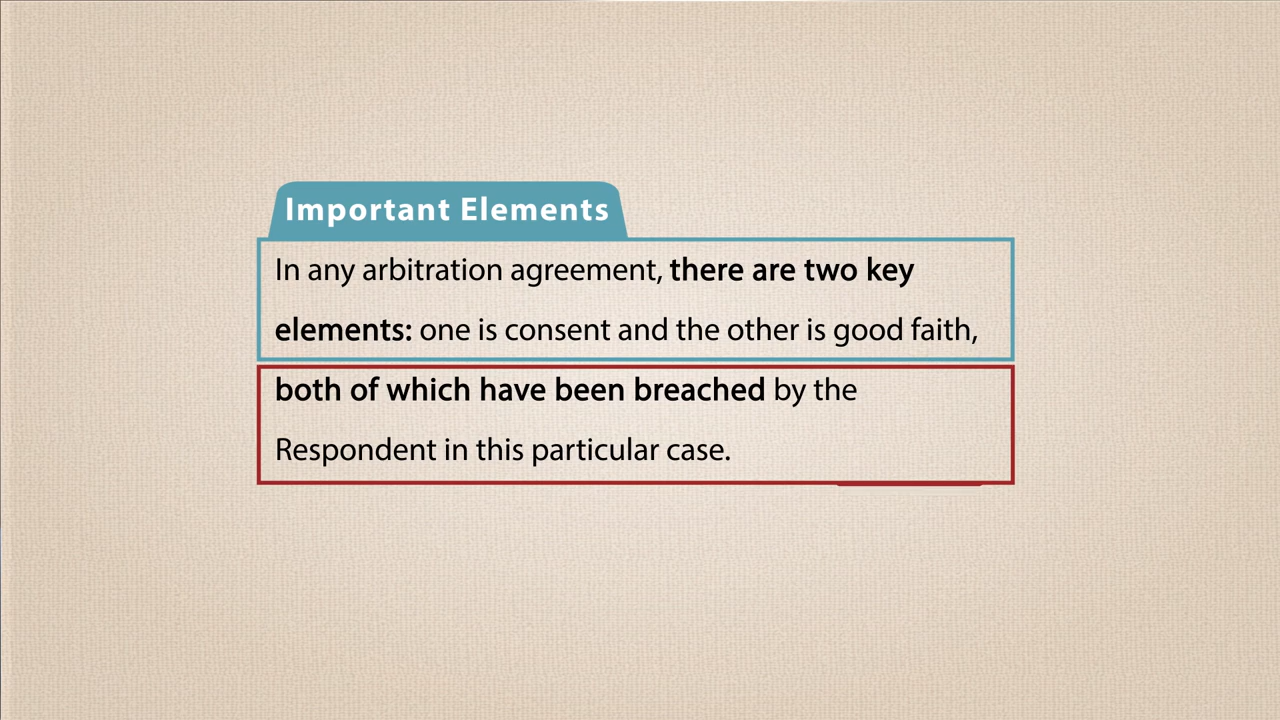 Important Elements
In any arbitration agreement, there are two key
elements: one is consent and the other is good faith,
both of which have been breached by the
Respondent in this particular case.